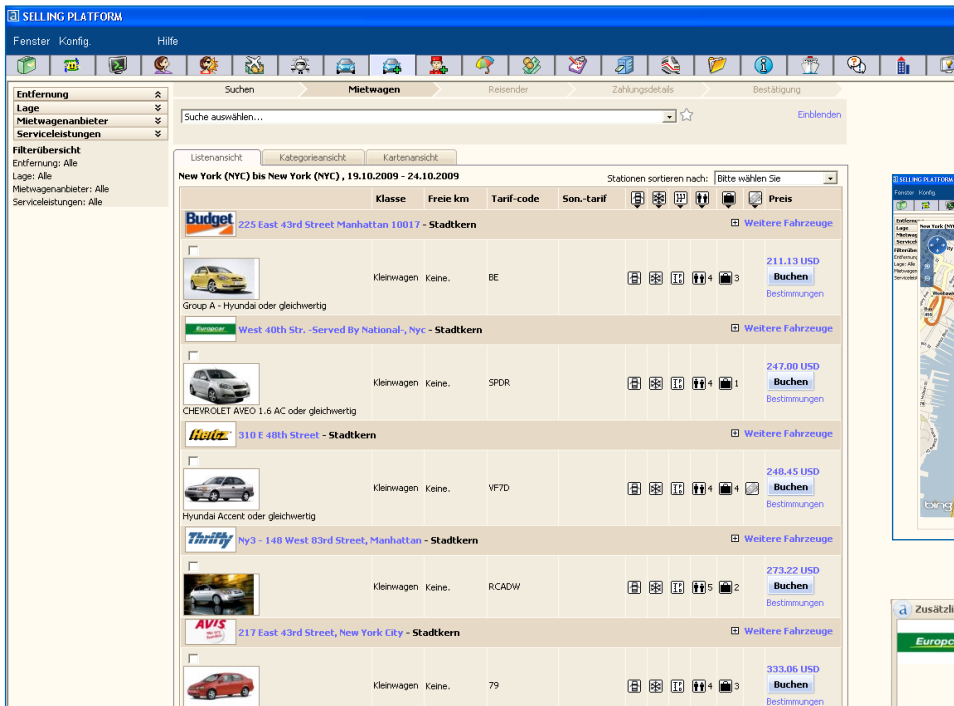 SELLING PLATFORM
Fenster Konfig. Hilfe
Suchen Mietwagen Reisender Zahlungsdetails Bestätigung
Entfernung
Lage
Mietwagenanbieter
Serviceleistungen
Filterübersicht
Entfernung: Alle
Lage: Alle
Mietwagenanbieter: Alle
Serviceleistungen: Alle
Suche auswählen...
Einblenden
Listenansicht Kategorieansicht Kartenansicht
New York (NYC) bis New York (NYC) , 19.10.2009 - 24.10.2009
Stationen sortieren nach: Bitte wählen Sie
Klasse Freie km Tarif-code Son.-tarif Preis
Budget 225 East 43rd Street Manhattan 10017 - Stadtkern Weitere Fahrzeuge
211.13 USD
Kleinwagen Keine. BE 4 3 Buchen
Bestimmungen
Group A - Hyundai oder gleichwertig
Europcar West 40th Str. -Served By National-, Nyc - Stadtkern Weitere Fahrzeuge
247.00 USD
Kleinwagen Keine. SPDR 4 1 Buchen
Bestimmungen
CHEVROLET AVEO 1.6 AC oder gleichwertig
Hertz 310 E 48th Street - Stadtkern Weitere Fahrzeuge
248.45 USD
Kleinwagen Keine. VF7D 4 4 Buchen
Bestimmungen
Hyundai Accent oder gleichwertig
Thrifty Ny3 - 148 West 83rd Street, Manhattan - Stadtkern Weitere Fahrzeuge
273.22 USD
Kleinwagen Keine. RCADW 5 2 Buchen
Bestimmungen
AVIS 217 East 43rd Street, New York City - Stadtkern Weitere Fahrzeuge
333.06 USD
Kleinwagen Keine. 79 4 3 Buchen
Bestimmungen
SELLING PLATFORM
Fenster Konfig.
Lage
Lage: Alle
bing
Zusätzli
Europc